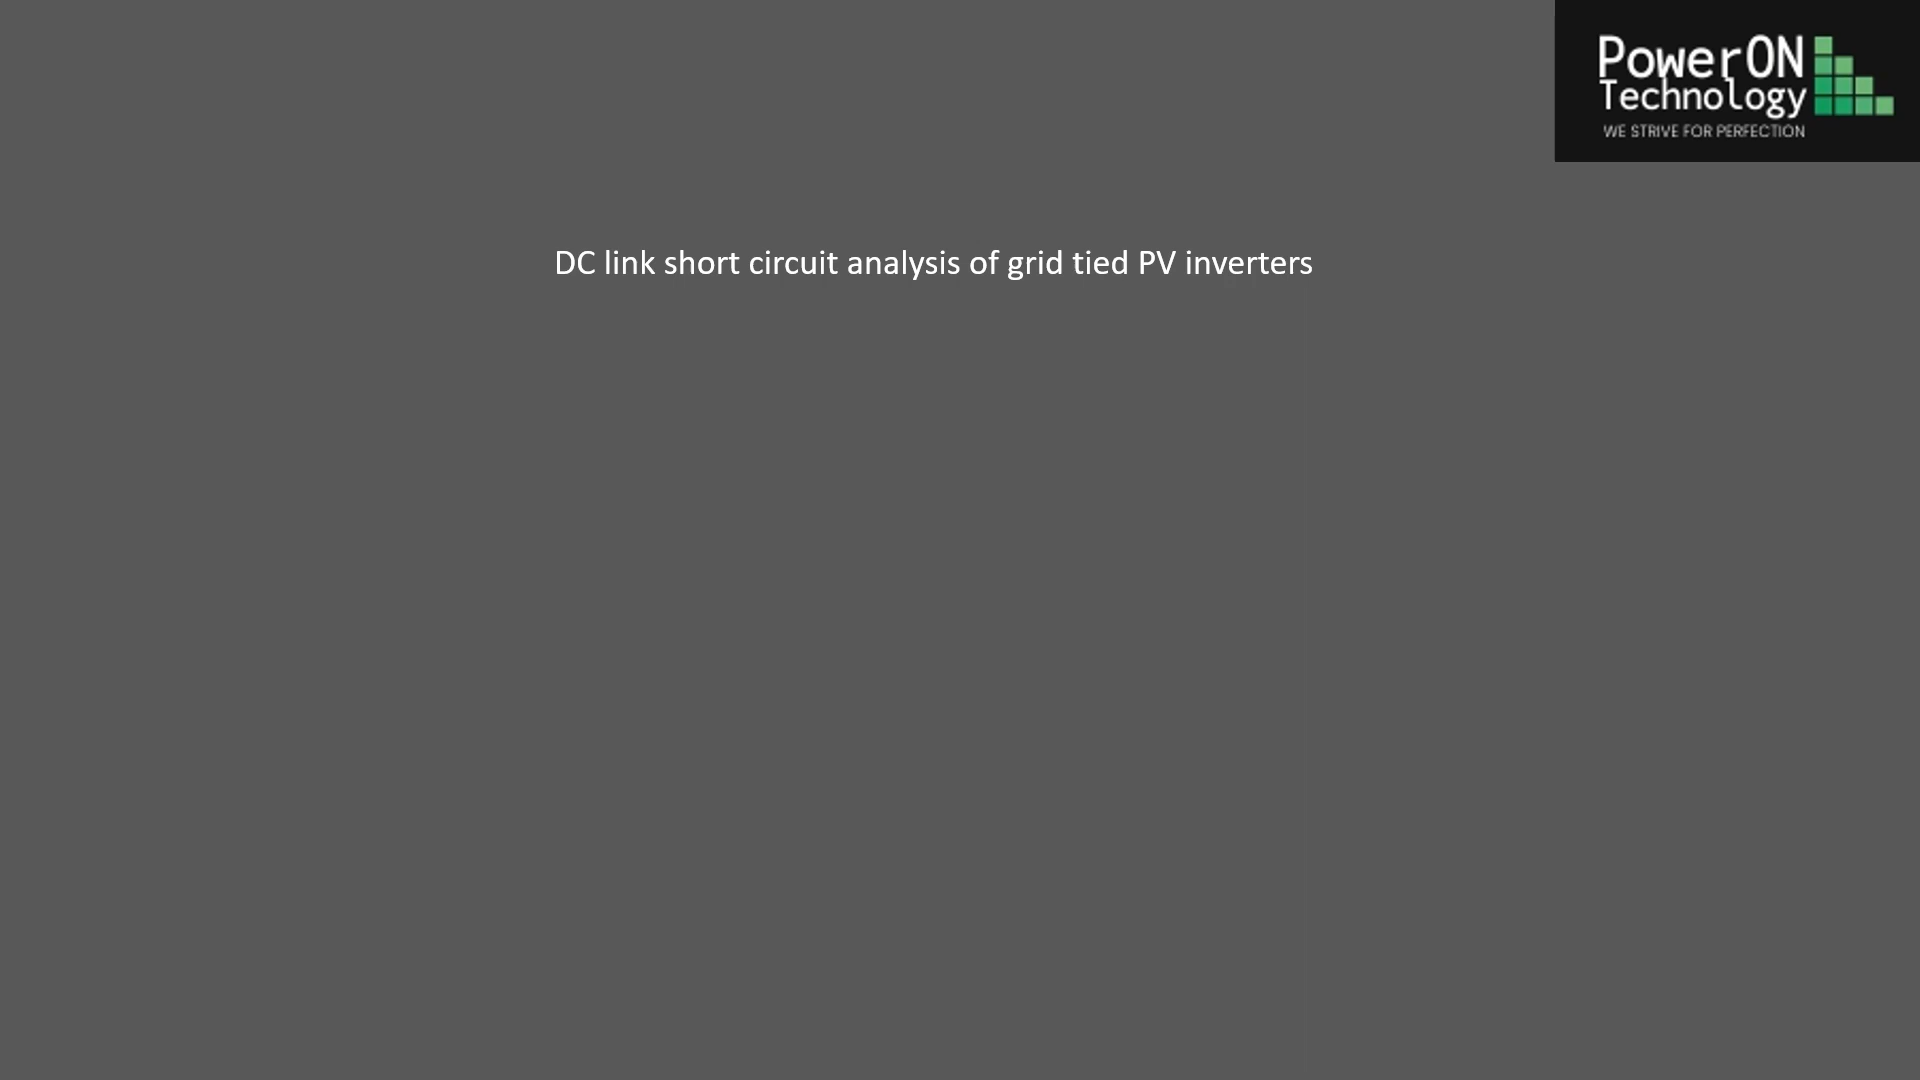 PowerON
Technology
WE STRIVE FOR PERFECTION
DC link short circuit analysis of grid tied PV inverters